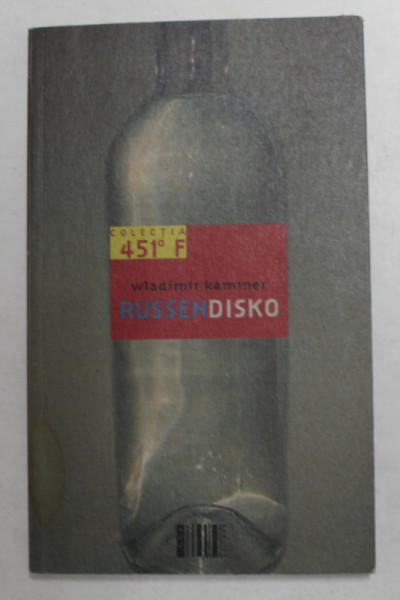 COLECȚIA
451° F
wladimir kaminer
RUSSENDISKO